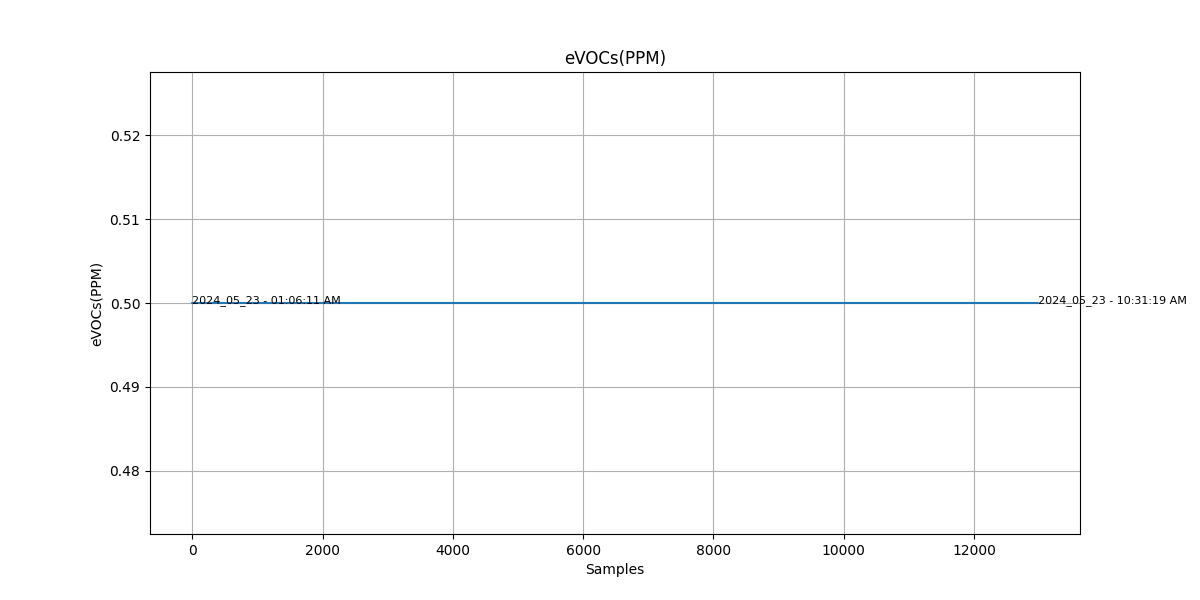 eVOCs(PPM)
0.52
0.51
0.50
0.49
0.48
eVOCs(PPM)
2024_05_23 - 01:06:11 AM
2024_05_23 - 10:31:19 AM
0 2000 4000 6000 8000 10000 12000
Samples